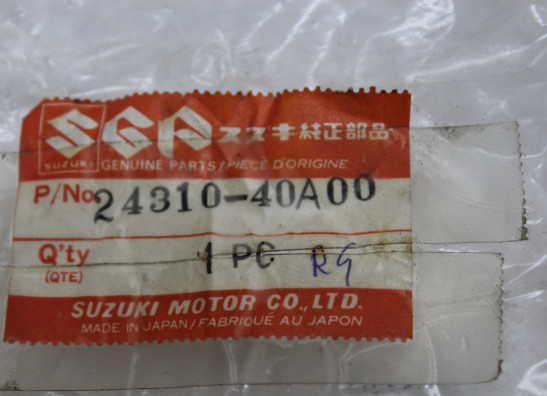 SUZUKI SGP スズキ純正部品
GENUINE PARTS/PIÈCE D'ORIGINE
P/No. 24310-40A00
Q'ty 1 PC RG
(QTE)
SUZUKI MOTOR CO.,LTD.
MADE IN JAPAN/FABRIQUÉ AU JAPON